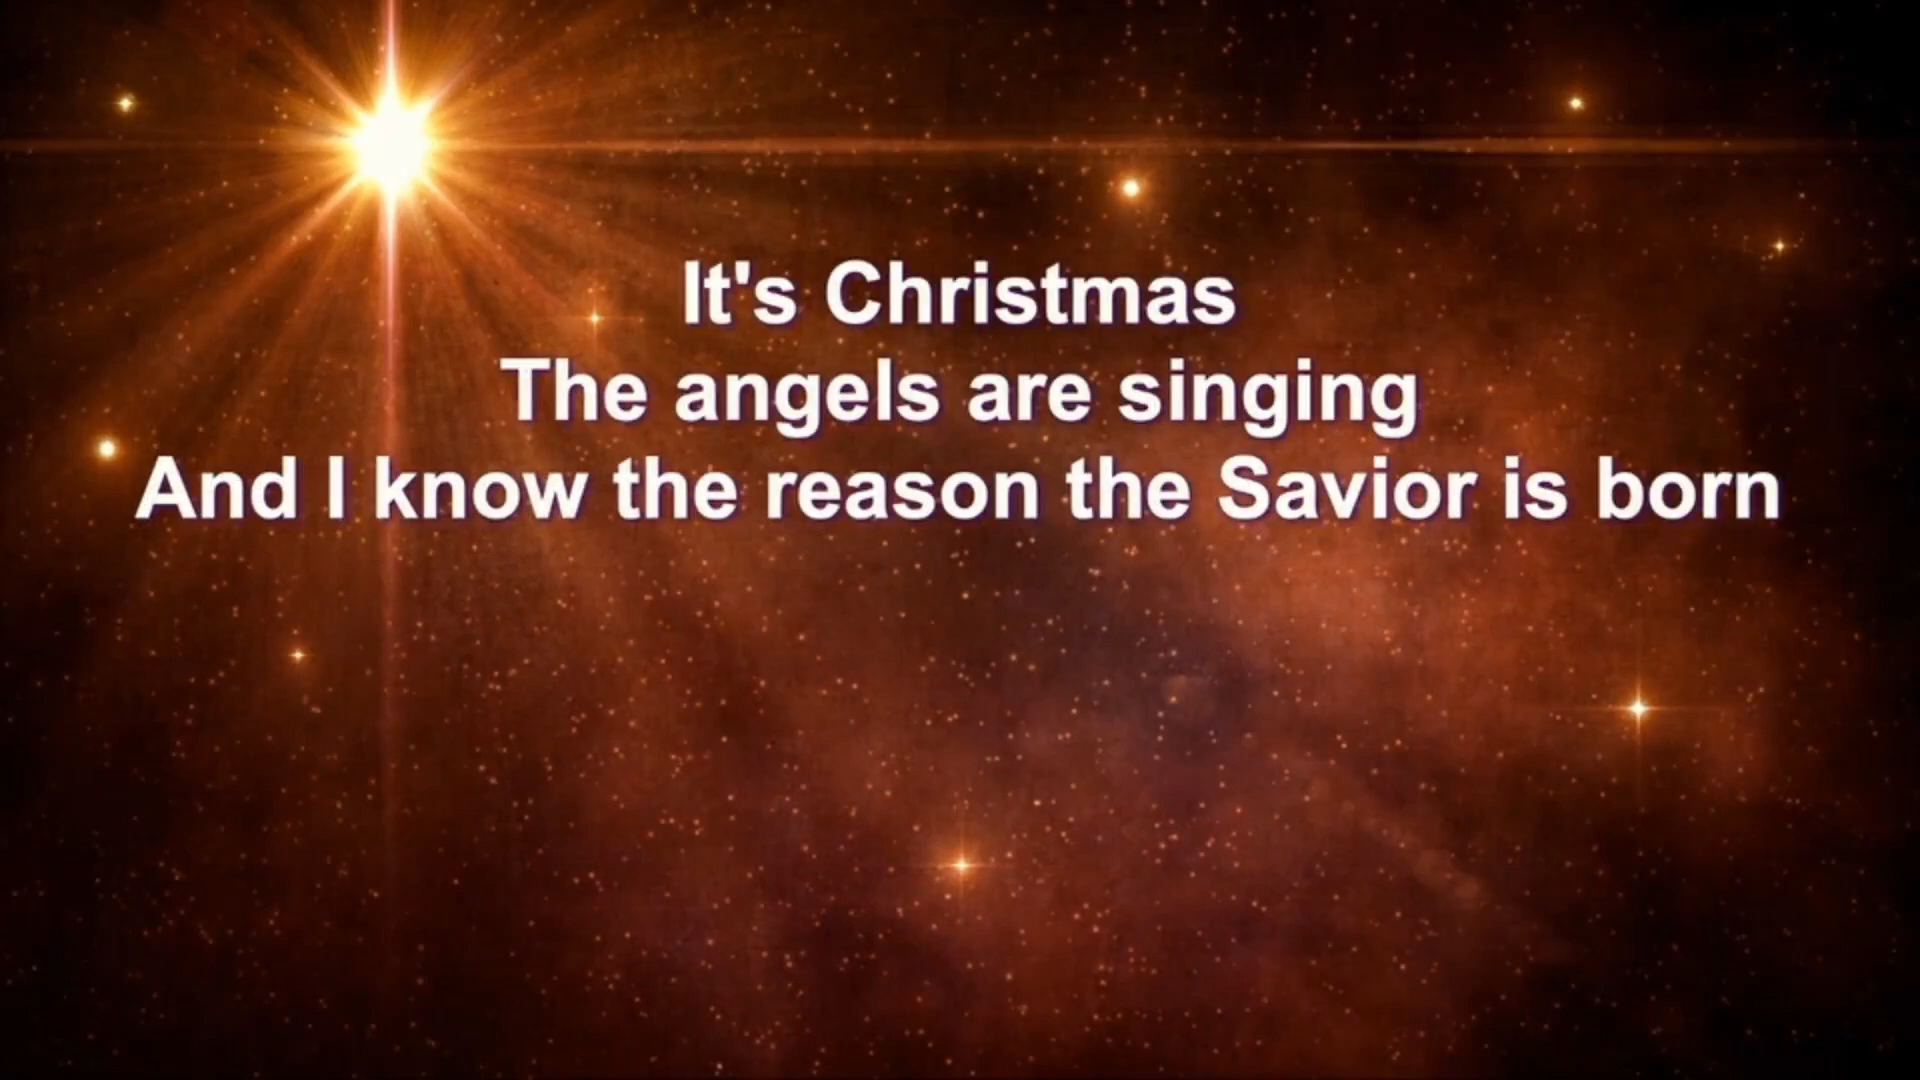 It's Christmas
The angels are singing
And I know the reason the Savior is born